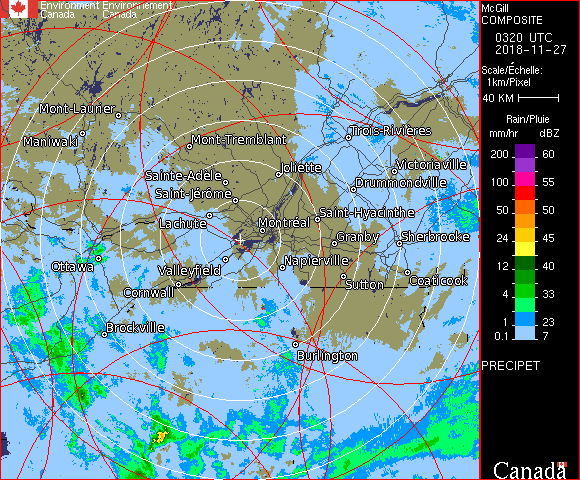 Environment Environnement
Canada Canada
McGill
COMPOSITE
0320 UTC
2018-11-27
Scale/Échelle:
1km/Pixel
40 KM
Rain/Pluie
mm/hr dBZ
200 60
100 55
50 50
24 45
12 40
4 33
1 23
0.1 7
PRECIPET
Canada
Mont-Laurier
Maniwaki
Mont-Tremblant
Trois-Rivières
Joliette
Victoriaville
Sainte-Adèle
Drummondville
Saint-Jérôme
Saint-Hyacinthe
Lachute
Montréal
Granby
Sherbrooke
Ottawa
Valleyfield
Napierville
Coaticook
Sutton
Cornwall
Brockville
Burlington